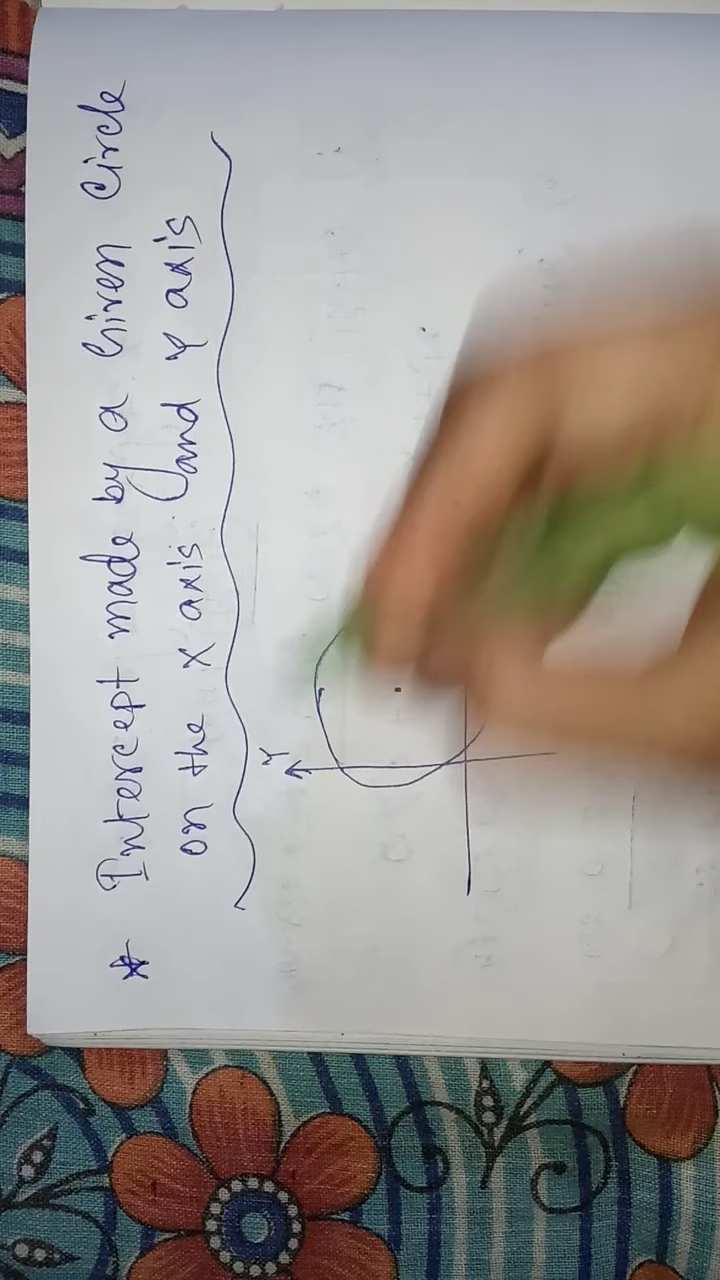 * Intercept made by a Given Circle
on the X axis and Y axis
Y